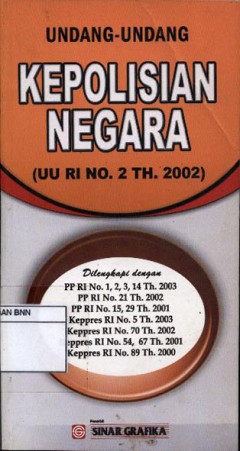 UNDANG-UNDANG
KEPOLISIAN
NEGARA
(UU RI NO. 2 TH. 2002)
Dilengkapi dengan
PP RI No. 1, 2, 3, 14 Th. 2003
PP RI No. 21 Th. 2002
PP RI No. 15, 29 Th. 2001
Keppres RI No. 5 Th. 2003
Keppres RI No. 70 Th. 2002
eppres RI No. 54, 67 Th. 2001
Keppres RI No. 89 Th. 2000
AN BNN
Penerbit
SINAR GRAFIKA